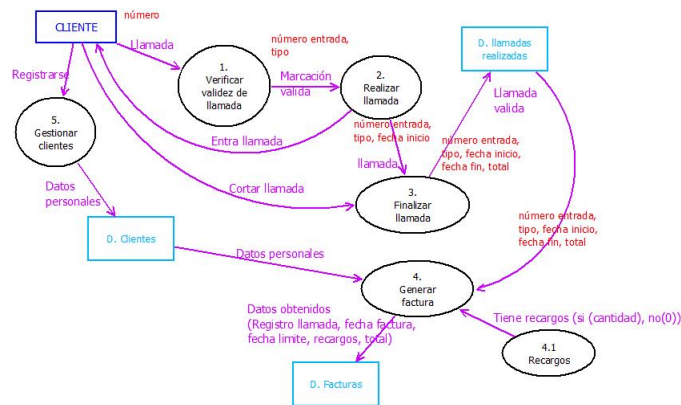 CLIENTE
número
Llamada
número entrada,
tipo
D. llamadas
realizadas
Registrarse
1.
Verificar
validez de
llamada
Marcación
valida
2.
Realizar
llamada
Llamada
valida
5.
Gestionar
clientes
Entra llamada
número entrada,
tipo, fecha inicio
número entrada,
tipo, fecha inicio,
fecha fin, total
llamada
Datos
personales
Cortar llamada
3.
Finalizar
llamada
número entrada,
tipo, fecha inicio,
fecha fin, total
D. Clientes
Datos personales
4.
Generar
factura
Datos obtenidos
(Registro llamada, fecha factura,
fecha limite, recargos, total)
Tiene recargos (si (cantidad), no(0))
4.1
Recargos
D. Facturas